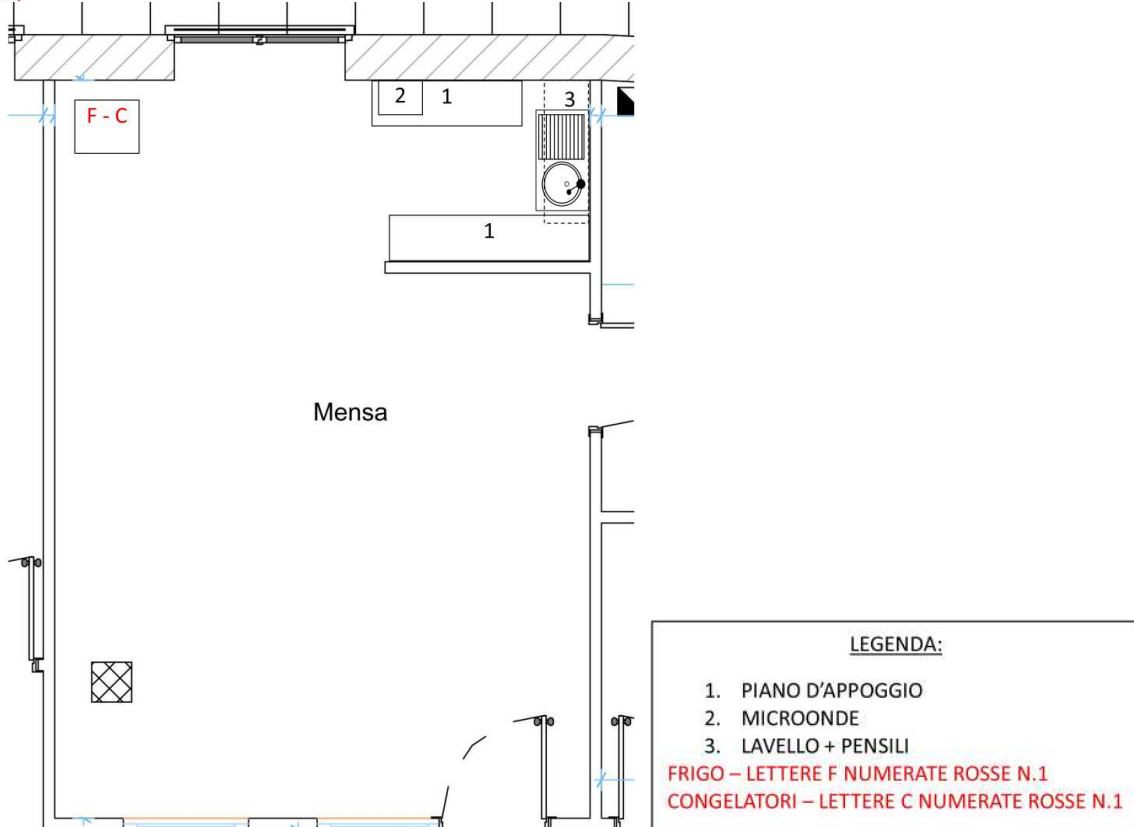 F - C
2
1
3
1
Mensa
LEGENDA:
1. PIANO D'APPOGGIO
2. MICROONDE
3. LAVELLO + PENSILI
FRIGO – LETTERE F NUMERATE ROSSE N.1
CONGELATORI – LETTERE C NUMERATE ROSSE N.1